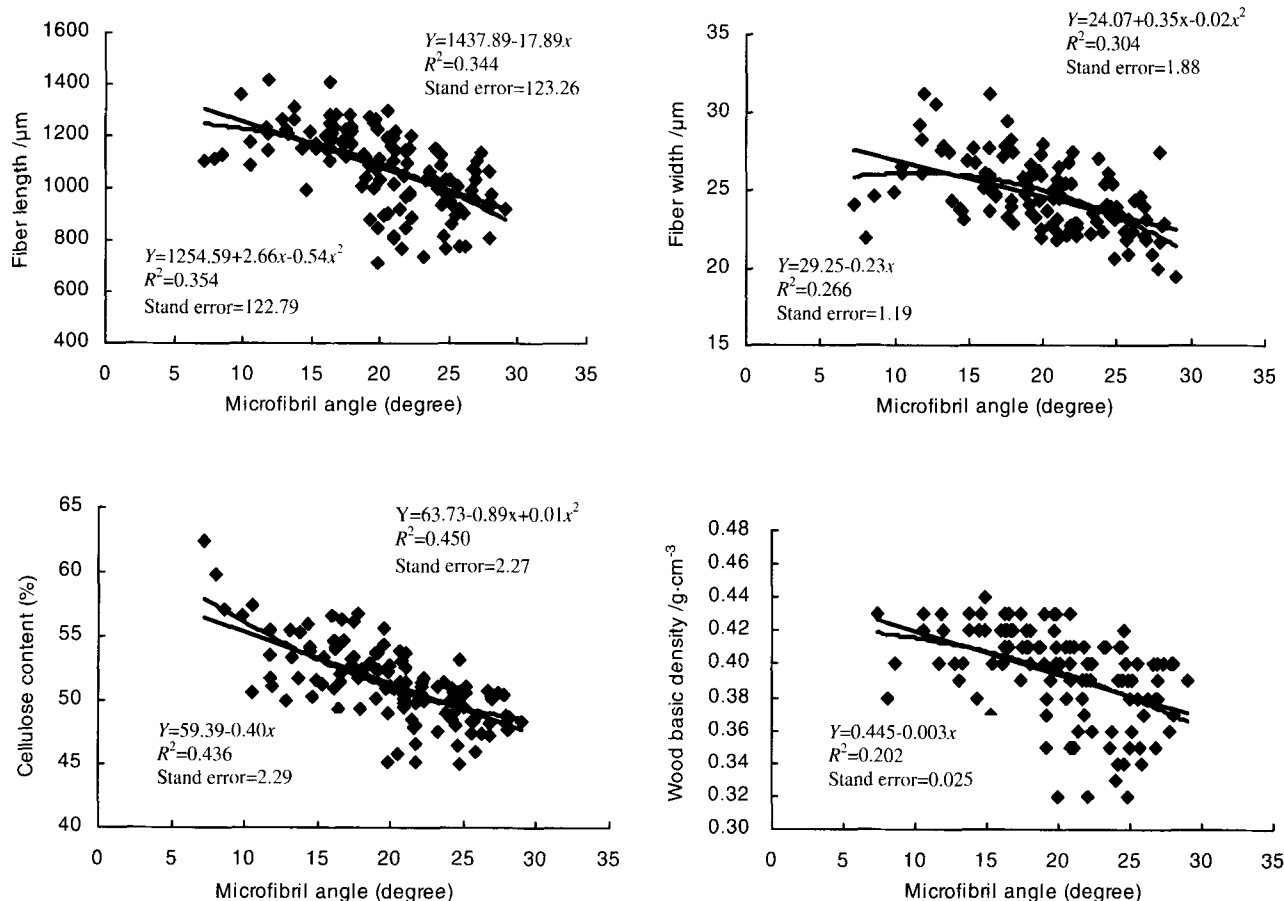 1600
1400
1200
1000
800
600
400
Fiber length /µm
Y=1437.89-17.89x
R²=0.344
Stand error=123.26
Y=1254.59+2.66x-0.54x²
R²=0.354
Stand error=122.79
0 5 10 15 20 25 30 35
Microfibril angle (degree)
35
30
25
20
15
Fiber width /µm
Y=24.07+0.35x-0.02x²
R²=0.304
Stand error=1.88
Y=29.25-0.23x
R²=0.266
Stand error=1.19
0 5 10 15 20 25 30 35
Microfibril angle (degree)
65
60
55
50
45
40
Cellulose content (%)
Y=63.73-0.89x+0.01x²
R²=0.450
Stand error=2.27
Y=59.39-0.40x
R²=0.436
Stand error=2.29
0 5 10 15 20 25 30 35
Microfibril angle (degree)
0.48
0.46
0.44
0.42
0.40
0.38
0.36
0.34
0.32
0.30
Wood basic density /g·cm⁻³
Y=0.445-0.003x
R²=0.202
Stand error=0.025
0 5 10 15 20 25 30 35
Microfibril angle (degree)